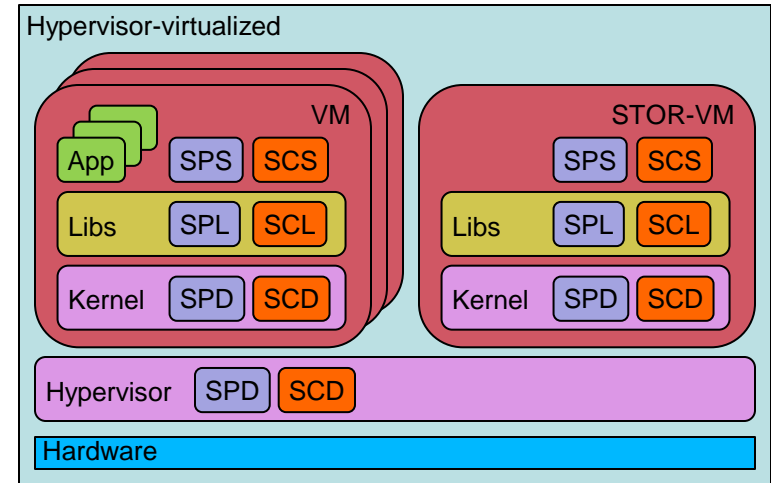 Hypervisor-virtualized
VM
App SPS SCS
Libs SPL SCL
Kernel SPD SCD
STOR-VM
SPS SCS
Libs SPL SCL
Kernel SPD SCD
Hypervisor SPD SCD
Hardware